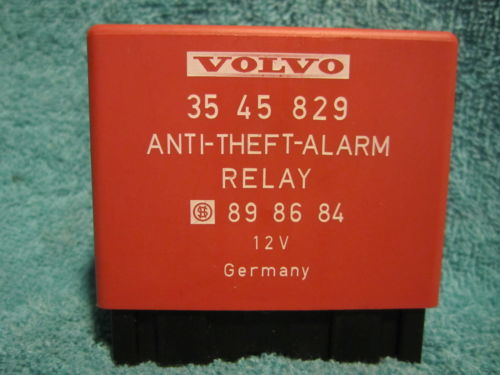 VOLVO
35 45 829
ANTI-THEFT-ALARM
RELAY
89 86 84
12V
Germany